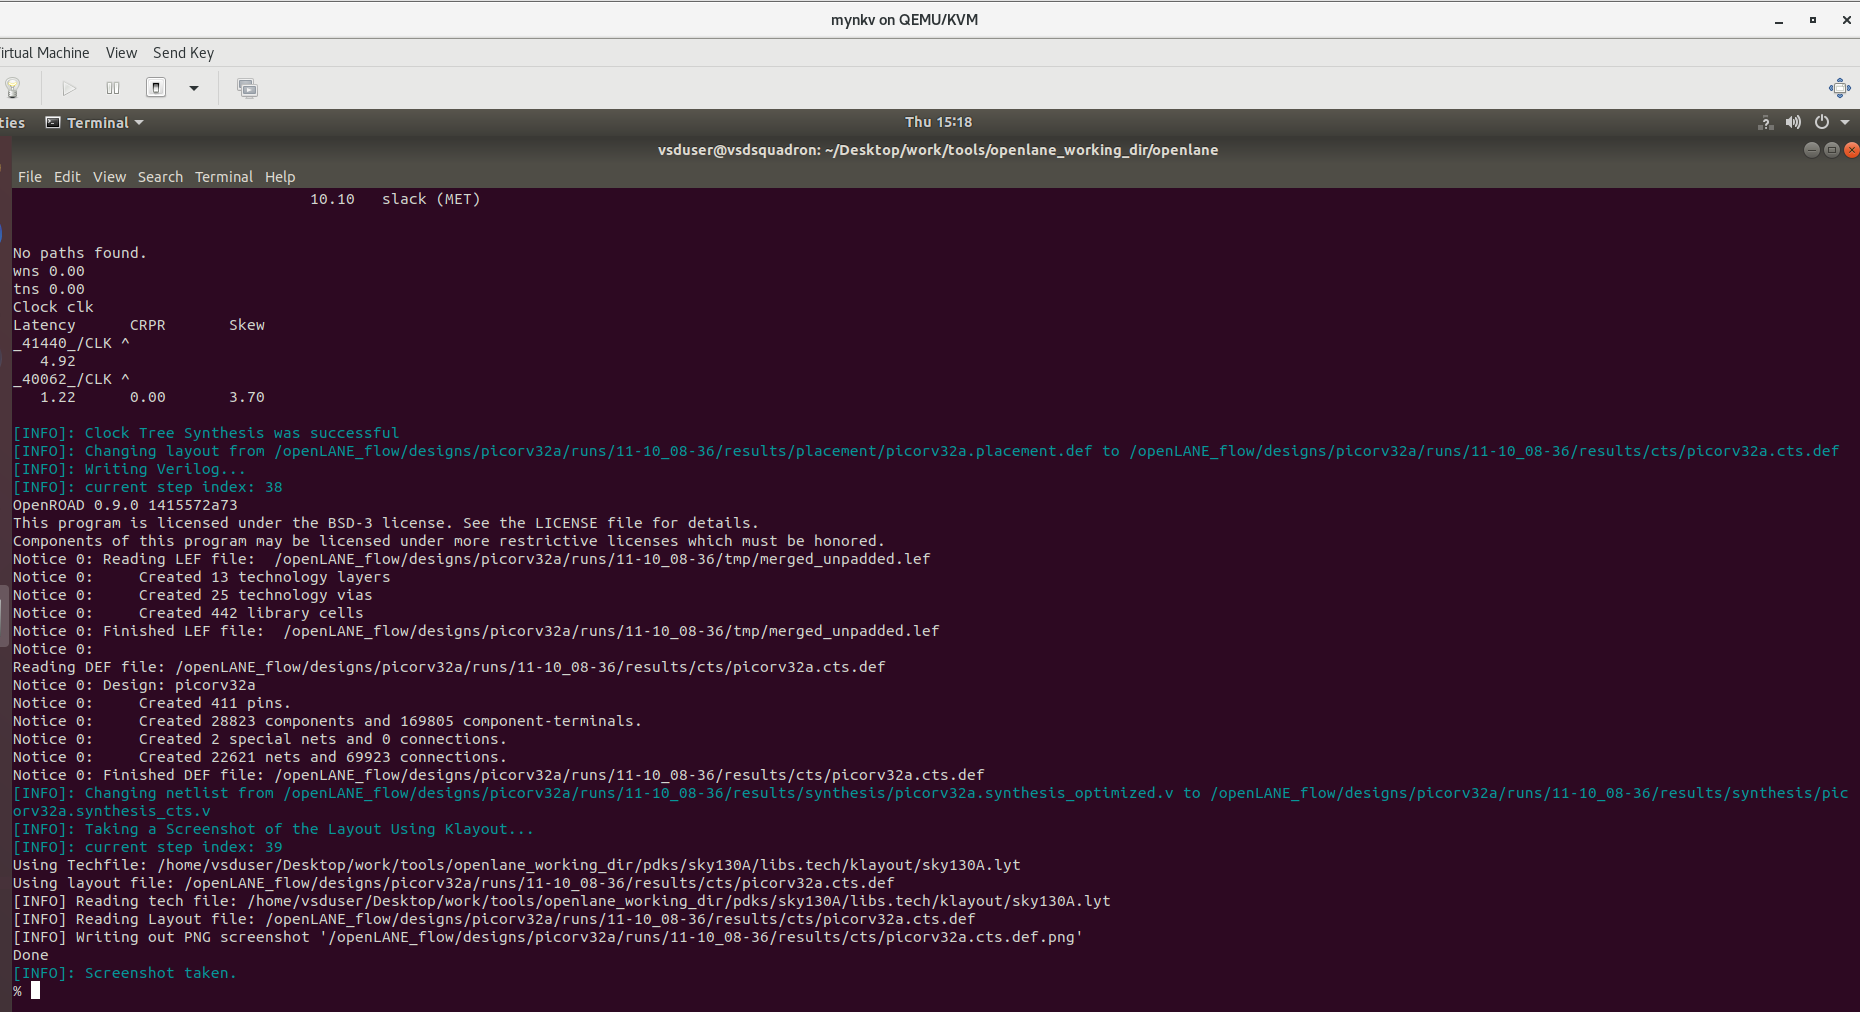 mynkv on QEMU/KVM
irtual Machine View Send Key
ties Terminal Thu 15:18
vsduser@vsdsquadron: ~/Desktop/work/tools/openlane_working_dir/openlane
File Edit View Search Terminal Help
10.10 slack (MET)
No paths found.
wns 0.00
tns 0.00
Clock clk
Latency CRPR Skew
_41440_/CLK ^
4.92
_40062_/CLK ^
1.22 0.00 3.70
[INFO]: Clock Tree Synthesis was successful
[INFO]: Changing layout from /openLANE_flow/designs/picorv32a/runs/11-10_08-36/results/placement/picorv32a.placement.def to /openLANE_flow/designs/picorv32a/runs/11-10_08-36/results/cts/picorv32a.cts.def
[INFO]: Writing Verilog...
[INFO]: current step index: 38
OpenROAD 0.9.0 1415572a73
This program is licensed under the BSD-3 license. See the LICENSE file for details.
Components of this program may be licensed under more restrictive licenses which must be honored.
Notice 0: Reading LEF file:  /openLANE_flow/designs/picorv32a/runs/11-10_08-36/tmp/merged_unpadded.lef
Notice 0:     Created 13 technology layers
Notice 0:     Created 25 technology vias
Notice 0:     Created 442 library cells
Notice 0: Finished LEF file:  /openLANE_flow/designs/picorv32a/runs/11-10_08-36/tmp/merged_unpadded.lef
Notice 0:
Reading DEF file: /openLANE_flow/designs/picorv32a/runs/11-10_08-36/results/cts/picorv32a.cts.def
Notice 0: Design: picorv32a
Notice 0:     Created 411 pins.
Notice 0:     Created 28823 components and 169805 component-terminals.
Notice 0:     Created 2 special nets and 0 connections.
Notice 0:     Created 22621 nets and 69923 connections.
Notice 0: Finished DEF file: /openLANE_flow/designs/picorv32a/runs/11-10_08-36/results/cts/picorv32a.cts.def
[INFO]: Changing netlist from /openLANE_flow/designs/picorv32a/runs/11-10_08-36/results/synthesis/picorv32a.synthesis_optimized.v to /openLANE_flow/designs/picorv32a/runs/11-10_08-36/results/synthesis/pic
orv32a.synthesis_cts.v
[INFO]: Taking a Screenshot of the Layout Using Klayout...
[INFO]: current step index: 39
Using Techfile: /home/vsduser/Desktop/work/tools/openlane_working_dir/pdks/sky130A/libs.tech/klayout/sky130A.lyt
Using layout file: /openLANE_flow/designs/picorv32a/runs/11-10_08-36/results/cts/picorv32a.cts.def
[INFO] Reading tech file: /home/vsduser/Desktop/work/tools/openlane_working_dir/pdks/sky130A/libs.tech/klayout/sky130A.lyt
[INFO] Reading Layout file: /openLANE_flow/designs/picorv32a/runs/11-10_08-36/results/cts/picorv32a.cts.def
[INFO] Writing out PNG screenshot '/openLANE_flow/designs/picorv32a/runs/11-10_08-36/results/cts/picorv32a.cts.def.png'
Done
[INFO]: Screenshot taken.
%